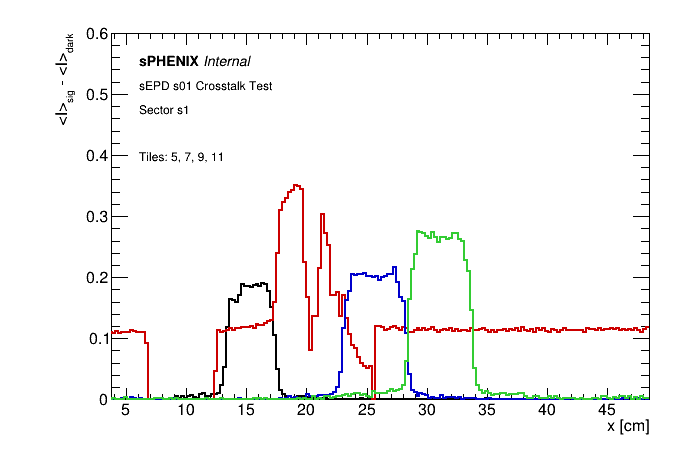 <I>sig - <I>dark
0.6
0.5
0.4
0.3
0.2
0.1
0
sPHENIX Internal
sEPD s01 Crosstalk Test
Sector s1
Tiles: 5, 7, 9, 11
5 10 15 20 25 30 35 40 45
x [cm]